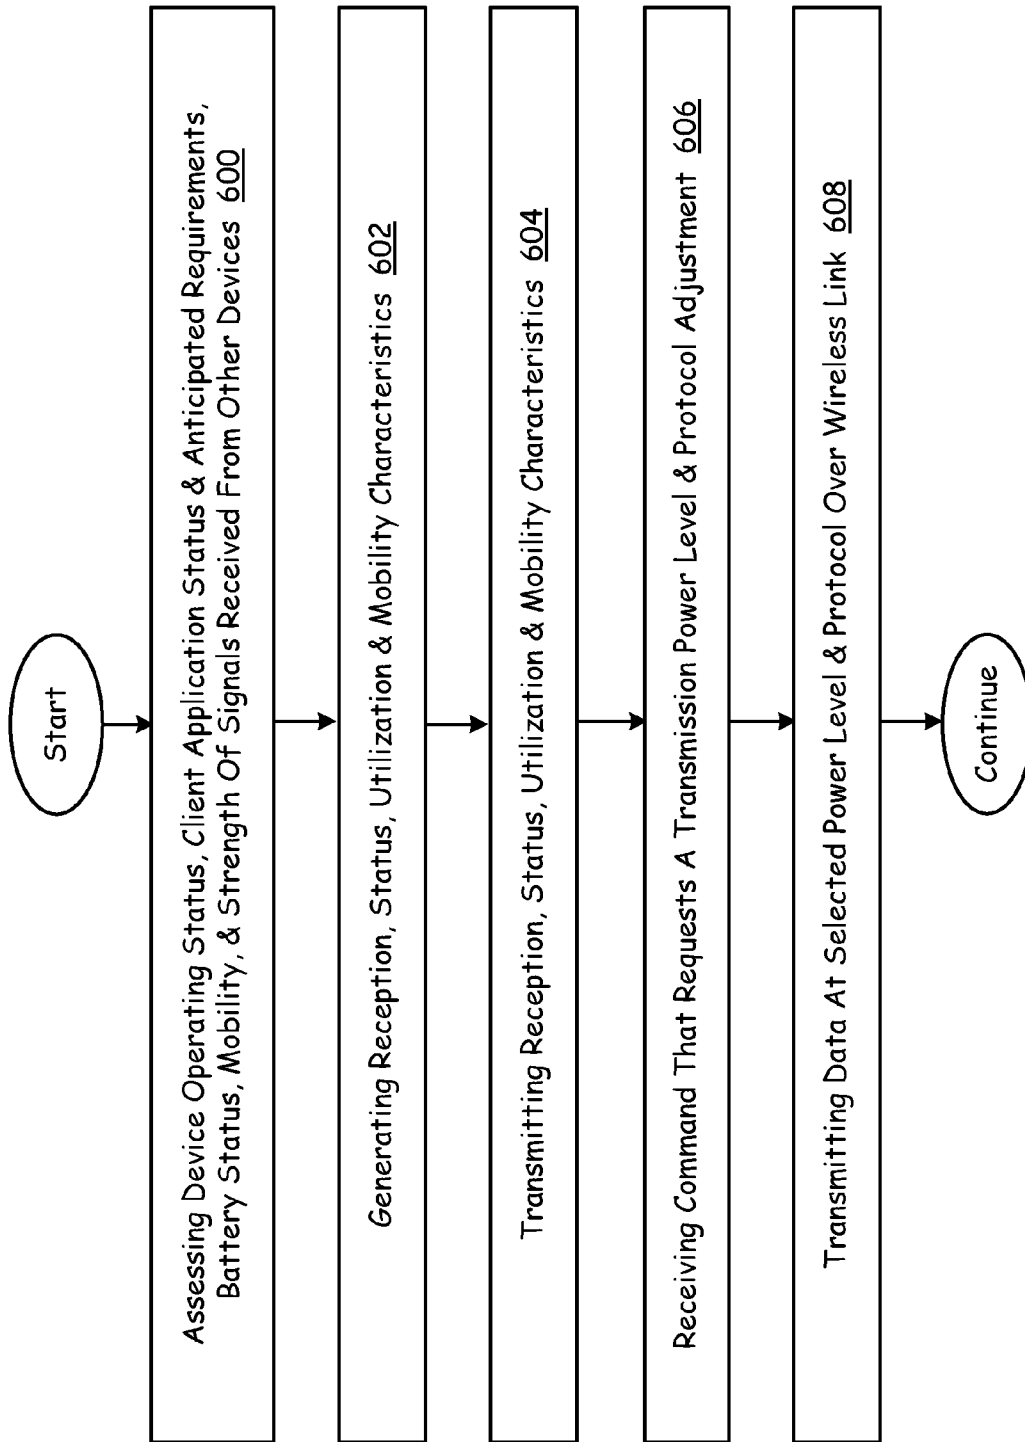 Start
Assessing Device Operating Status, Client Application Status & Anticipated Requirements,
Battery Status, Mobility, & Strength Of Signals Received From Other Devices 600
Generating Reception, Status, Utilization & Mobility Characteristics 602
Transmitting Reception, Status, Utilization & Mobility Characteristics 604
Receiving Command That Requests A Transmission Power Level & Protocol Adjustment 606
Transmitting Data At Selected Power Level & Protocol Over Wireless Link 608
Continue